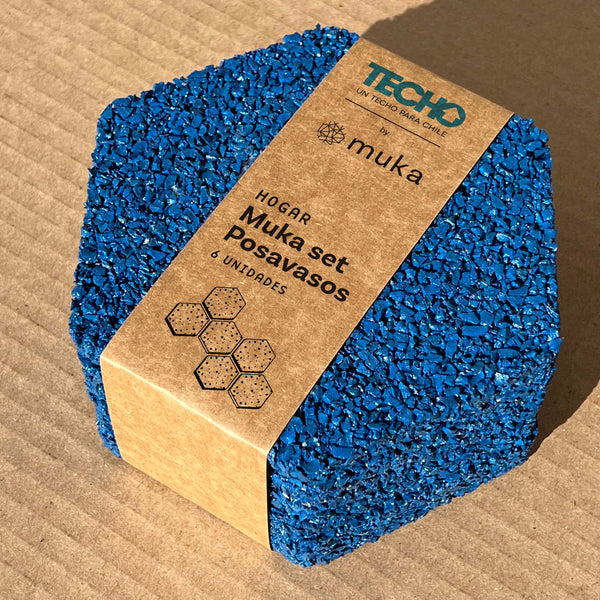 TECHO
UN TECHO PARA CHILE
by
muka
HOGAR
Muka set
Posavasos
6 UNIDADES